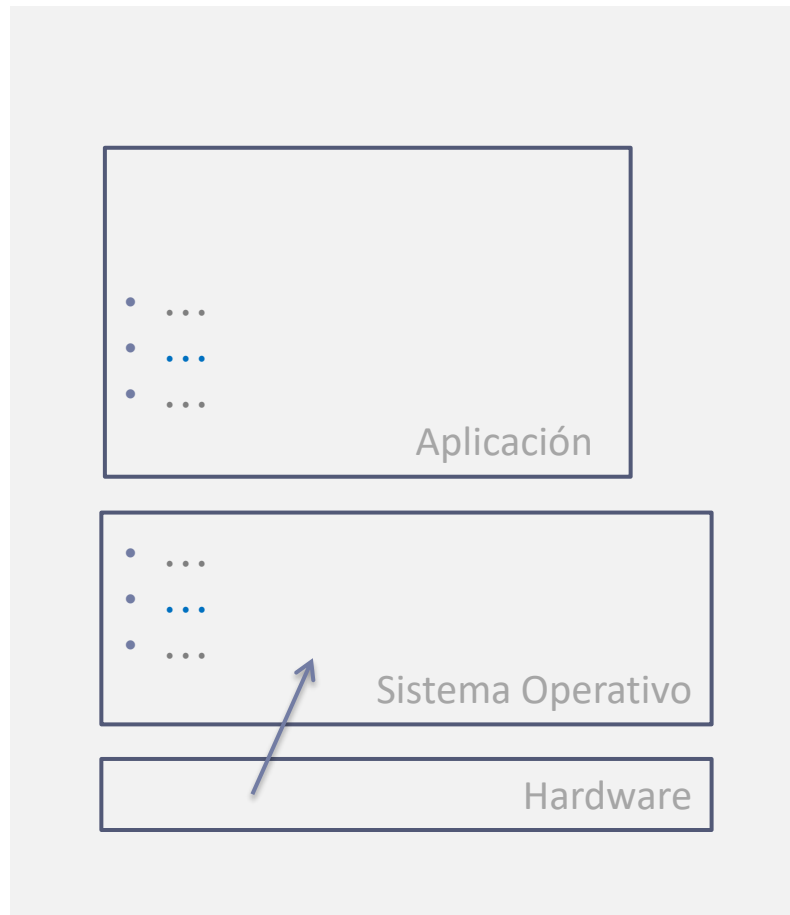 • ...
• ...
• ...
Aplicación
• ...
• ...
• ...
Sistema Operativo
Hardware